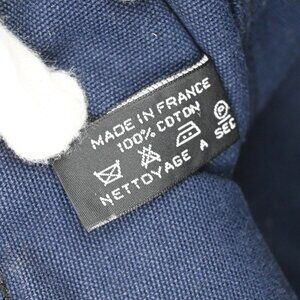 MADE IN FRANCE
100% COTON
P
NETTOYAGE A SEC